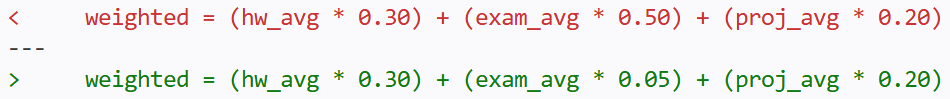 <     weighted = (hw_avg * 0.30) + (exam_avg * 0.50) + (proj_avg * 0.20)
---
>     weighted = (hw_avg * 0.30) + (exam_avg * 0.05) + (proj_avg * 0.20)